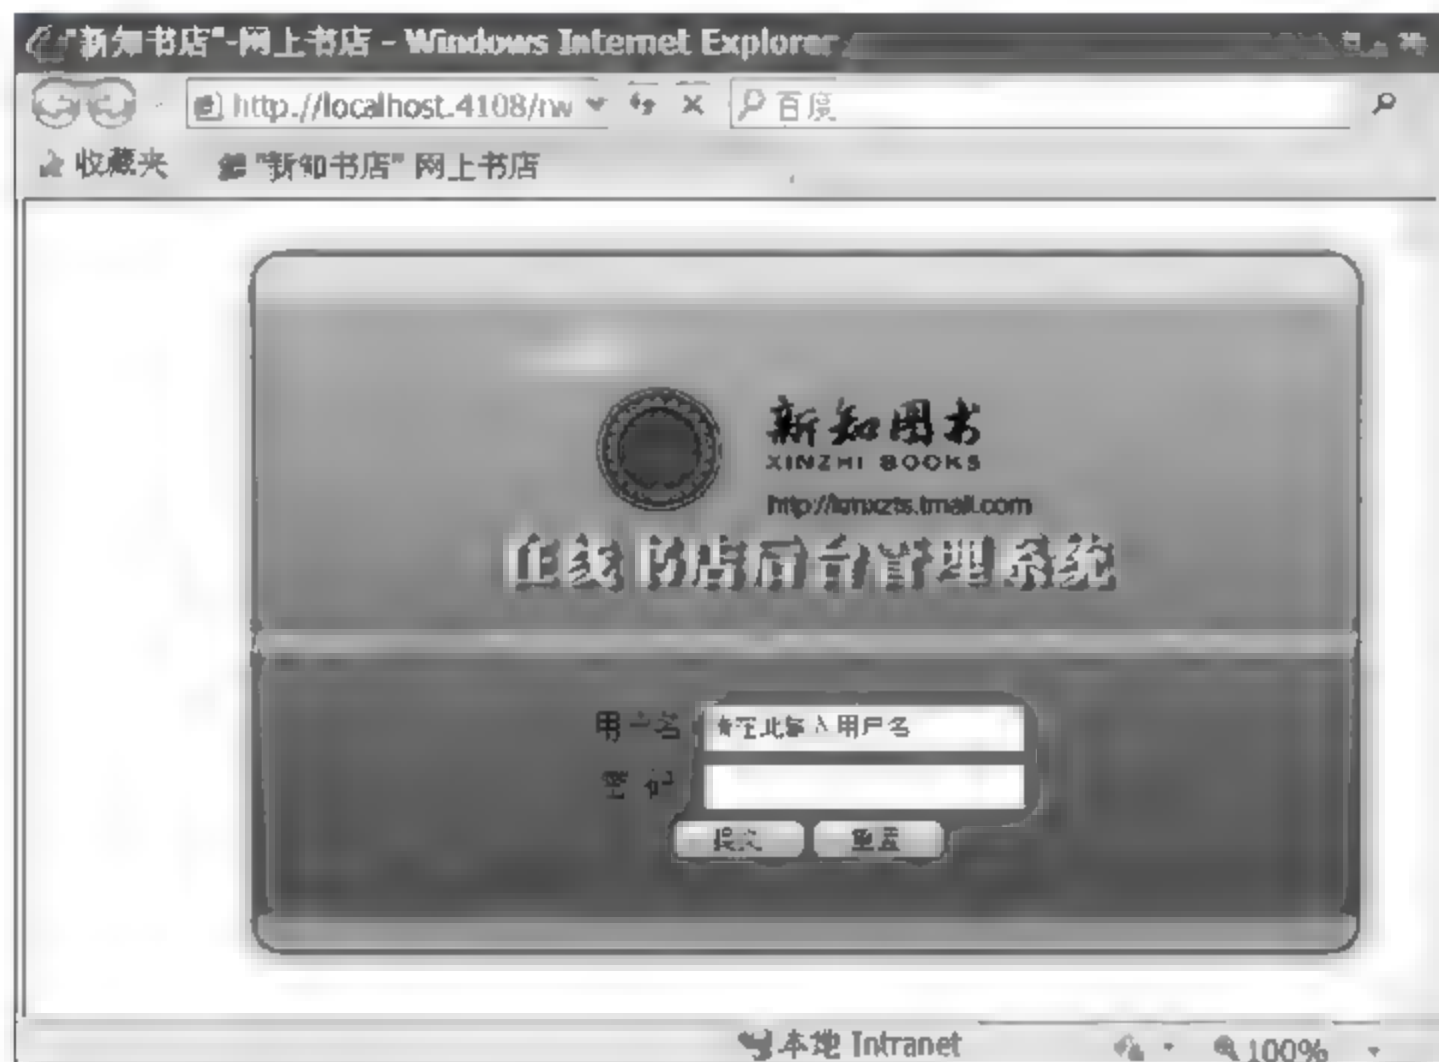 "新知书店"-网上书店 - Windows Internet Explorer
http://localhost:4108/rw 百度
收藏夹 "新知书店" 网上书店
新知图书
XINZHI BOOKS
在线书店后台管理系统
用户名 请在此输入用户名
密 码
提交 重置
本地 Intranet 100%